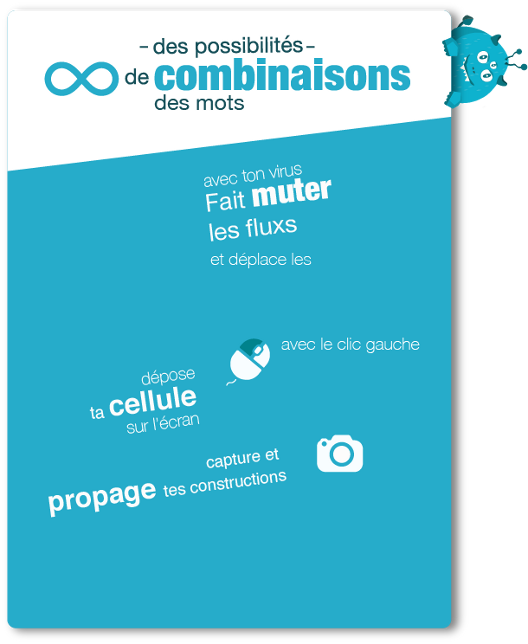 - des possibilités -
∞ de combinaisons
des mots
avec ton virus
Fait muter
les fluxs
et déplace les
avec le clic gauche
dépose
ta cellule
sur l'écran
capture et
propage tes constructions